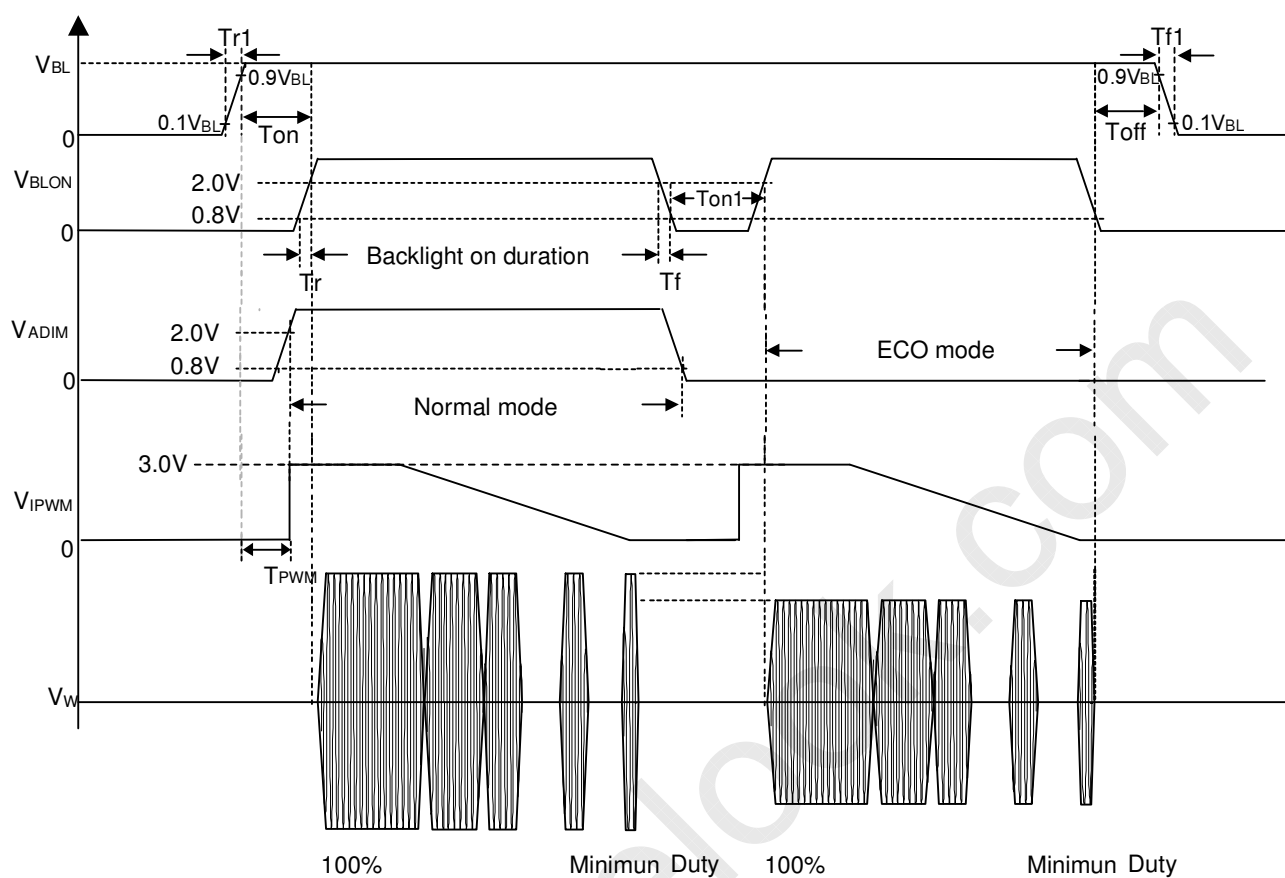 Tr1 Tf1
VBL
0.9VBL 0.9VBL
0.1VBL Ton Toff 0.1VBL
0
VBLON
2.0V
Ton1
0.8V
0
Backlight on duration
Tr Tf
VADIM
2.0V
0.8V
ECO mode
0
Normal mode
3.0V
VIPWM
0
TPWM
VW
100% Minimun Duty 100% Minimun Duty